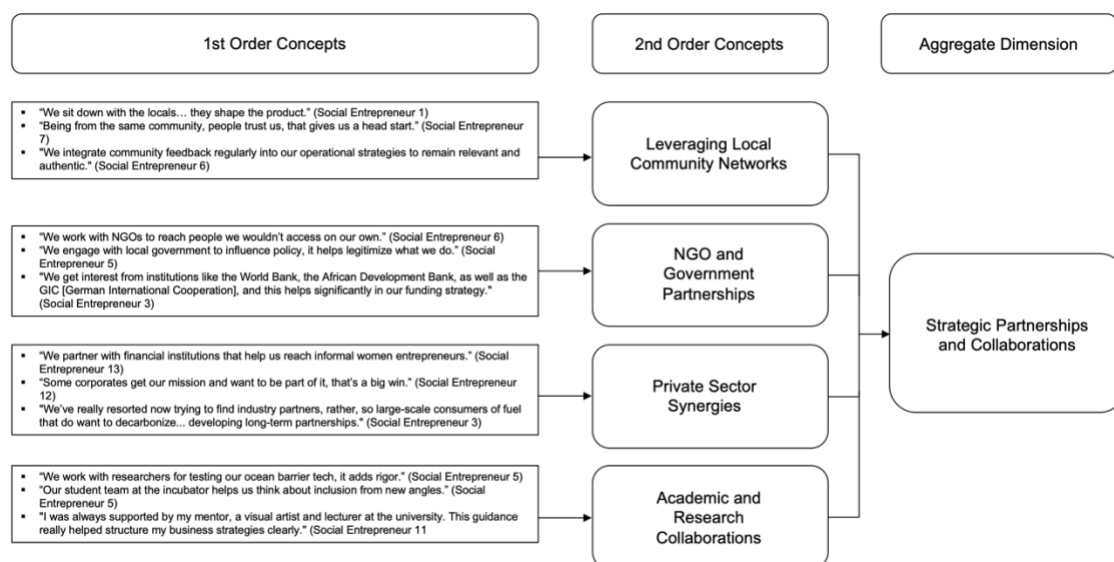 1st Order Concepts
2nd Order Concepts
Aggregate Dimension
▪ "We sit down with the locals… they shape the product." (Social Entrepreneur 1)
▪ "Being from the same community, people trust us, that gives us a head start." (Social Entrepreneur
7)
▪ "We integrate community feedback regularly into our operational strategies to remain relevant and
authentic." (Social Entrepreneur 6)
Leveraging Local
Community Networks
▪ "We work with NGOs to reach people we wouldn't access on our own." (Social Entrepreneur 6)
▪ "We engage with local government to influence policy, it helps legitimize what we do." (Social
Entrepreneur 5)
▪ "We get interest from institutions like the World Bank, the African Development Bank, as well as the
GIC [German International Cooperation], and this helps significantly in our funding strategy."
(Social Entrepreneur 3)
NGO and
Government
Partnerships
Strategic Partnerships
and Collaborations
▪ "We partner with financial institutions that help us reach informal women entrepreneurs." (Social
Entrepreneur 13)
▪ "Some corporates get our mission and want to be part of it, that's a big win." (Social Entrepreneur
12)
▪ "We've really resorted now trying to find industry partners, rather, so large-scale consumers of fuel
that do want to decarbonize... developing long-term partnerships." (Social Entrepreneur 3)
Private Sector
Synergies
▪ "We work with researchers for testing our ocean barrier tech, it adds rigor." (Social Entrepreneur 5)
▪ "Our student team at the incubator helps us think about inclusion from new angles." (Social
Entrepreneur 5)
▪ "I was always supported by my mentor, a visual artist and lecturer at the university. This guidance
really helped structure my business strategies clearly." (Social Entrepreneur 11
Academic and
Research
Collaborations